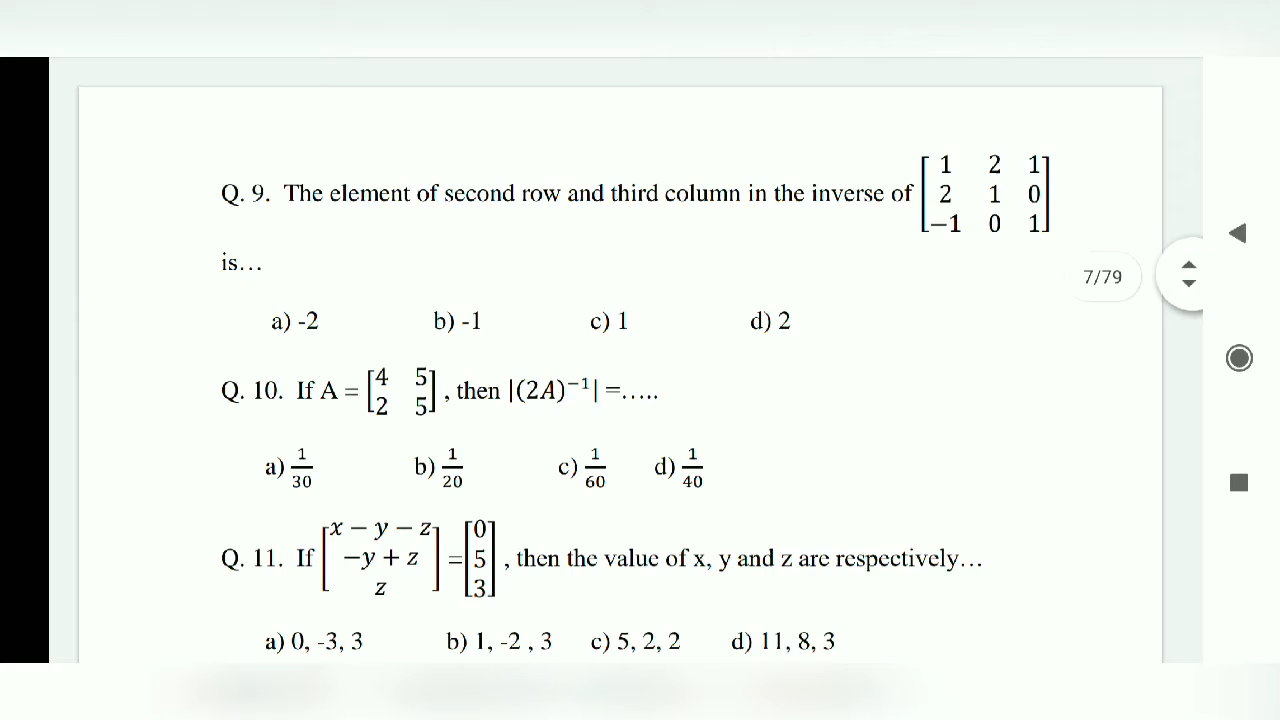 Q. 9. The element of second row and third column in the inverse of [1 2 1
2 1 0
−1 0 1]
is...
a) -2 b) -1 c) 1 d) 2
7/79
Q. 10. If A = [4 5
2 5] , then |(2A)⁻¹| =.....
a) 1/30 b) 1/20 c) 1/60 d) 1/40
Q. 11. If [x − y − z
−y + z
z] = [0
5
3] , then the value of x, y and z are respectively...
a) 0, -3, 3 b) 1, -2 , 3 c) 5, 2, 2 d) 11, 8, 3